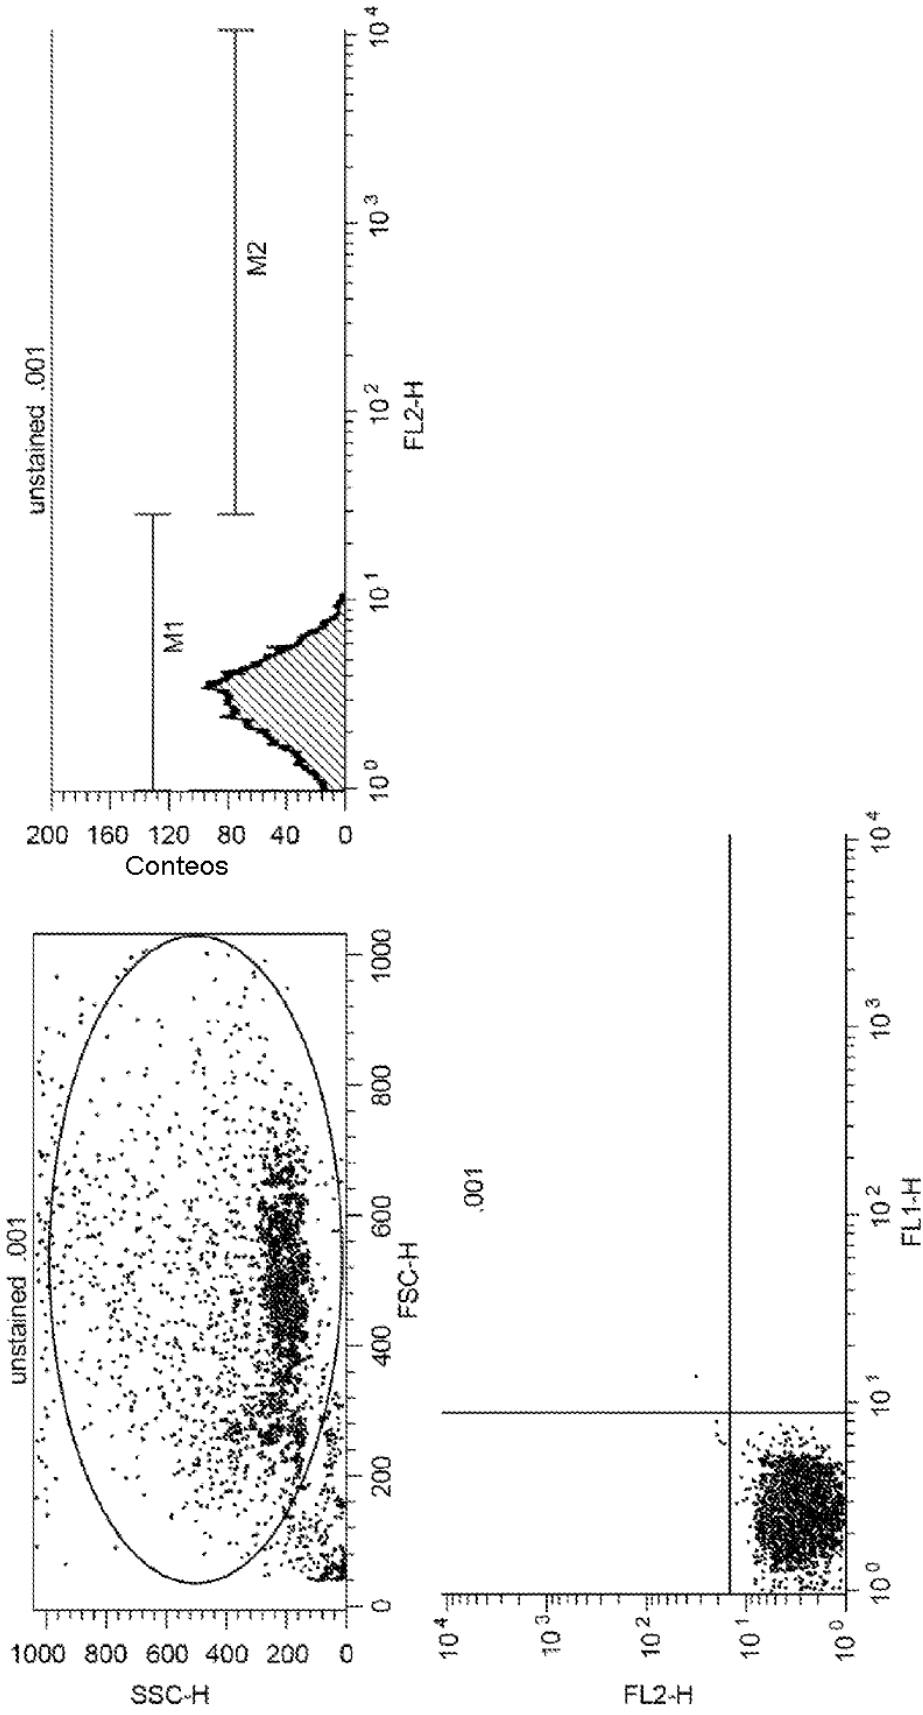 unstained .001
1000 800 600 400 200 0
SSC-H
0 200 400 600 800 1000
FSC-H
unstained .001
200 160 120 80 40 0
Conteos
M1
M2
10^0 10^1 10^2 10^3 10^4
FL2-H
.001
10^4 10^3 10^2 10^1 10^0
FL2-H
10^0 10^1 10^2 10^3 10^4
FL1-H